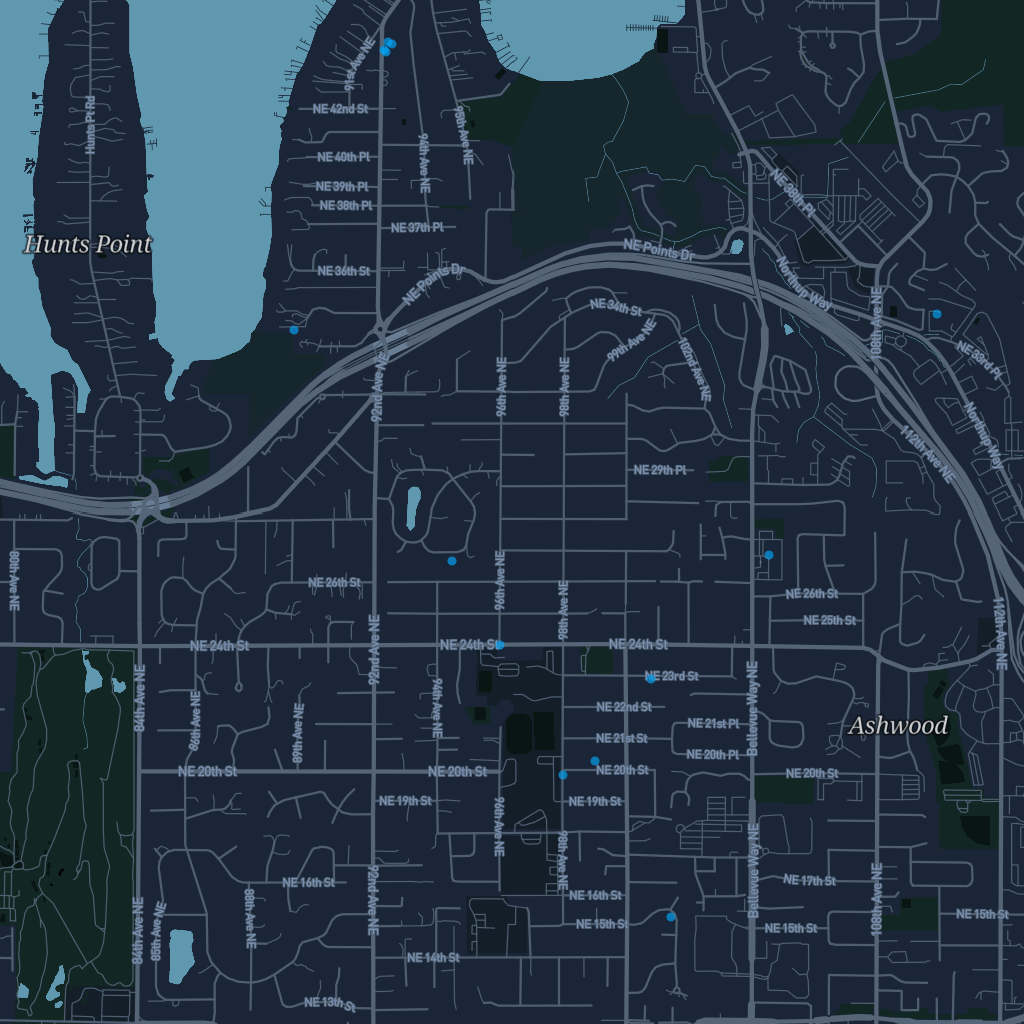 91st Ave NE
Hunts Pt Rd
NE 42nd St
94th Ave NE
95th Ave NE
NE 40th Pl
NE 39th Pl
NE 38th Pl
NE 38th Pl
NE 37th Pl
Hunts Point
NE Points Dr
NE 36th St
NE Points Dr
Northup Way
NE 34th St
108th Ave NE
99th Ave NE
102nd Ave NE
NE 33rd Pl
92nd Ave NE
96th Ave NE
98th Ave NE
Northup Way
112th Ave NE
NE 29th Pl
80th Ave NE
NE 26th St
96th Ave NE
98th Ave NE
NE 26th St
NE 25th St
112th Ave NE
92nd Ave NE
NE 24th St
NE 24th St
NE 24th St
84th Ave NE
NE 23rd St
Bellevue Way NE
86th Ave NE
89th Ave NE
94th Ave NE
NE 22nd St
NE 21st Pl
Ashwood
NE 21st St
NE 20th Pl
NE 20th St
NE 20th St
NE 20th St
NE 20th St
NE 19th St
96th Ave NE
NE 19th St
98th Ave NE
Bellevue Way NE
NE 16th St
NE 17th St
92nd Ave NE
108th Ave NE
NE 16th St
84th Ave NE
85th Ave NE
88th Ave NE
NE 15th St
NE 15th St
NE 15th St
NE 14th St
NE 13th St